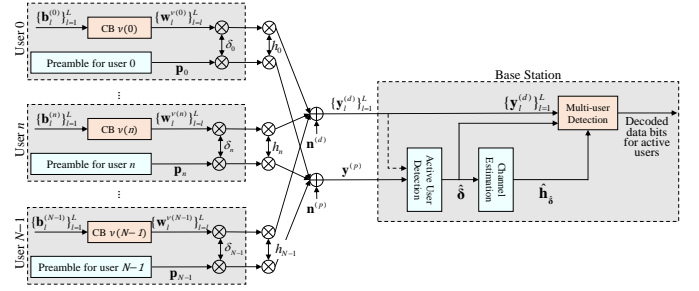 User 0
{b_l^(0)}_{l=1}^L
CB ν(0)
{w_l^ν(0)}_{l=l}^L
δ_0
h_0
Preamble for user 0
p_0
...
User n
{b_l^(n)}_{l=1}^L
CB ν(n)
{w_l^ν(n)}_{l=l}^L
δ_n
h_n
Preamble for user n
p_n
...
User N-1
{b_l^(N-1)}_{l=1}^L
CB ν(N-1)
{w_l^ν(N-1)}_{l=l}^L
δ_{N-1}
h_{N-1}
Preamble for user N-1
p_{N-1}
n^(d)
n^(p)
{y_l^(d)}_{l=1}^L
y^(p)
Base Station
{y_l^(d)}_{l=1}^L
Multi-user
Detection
Active User
Detection
δ̂
Channel
Estimation
ĥ_δ̂
Decoded
data bits
for active
users